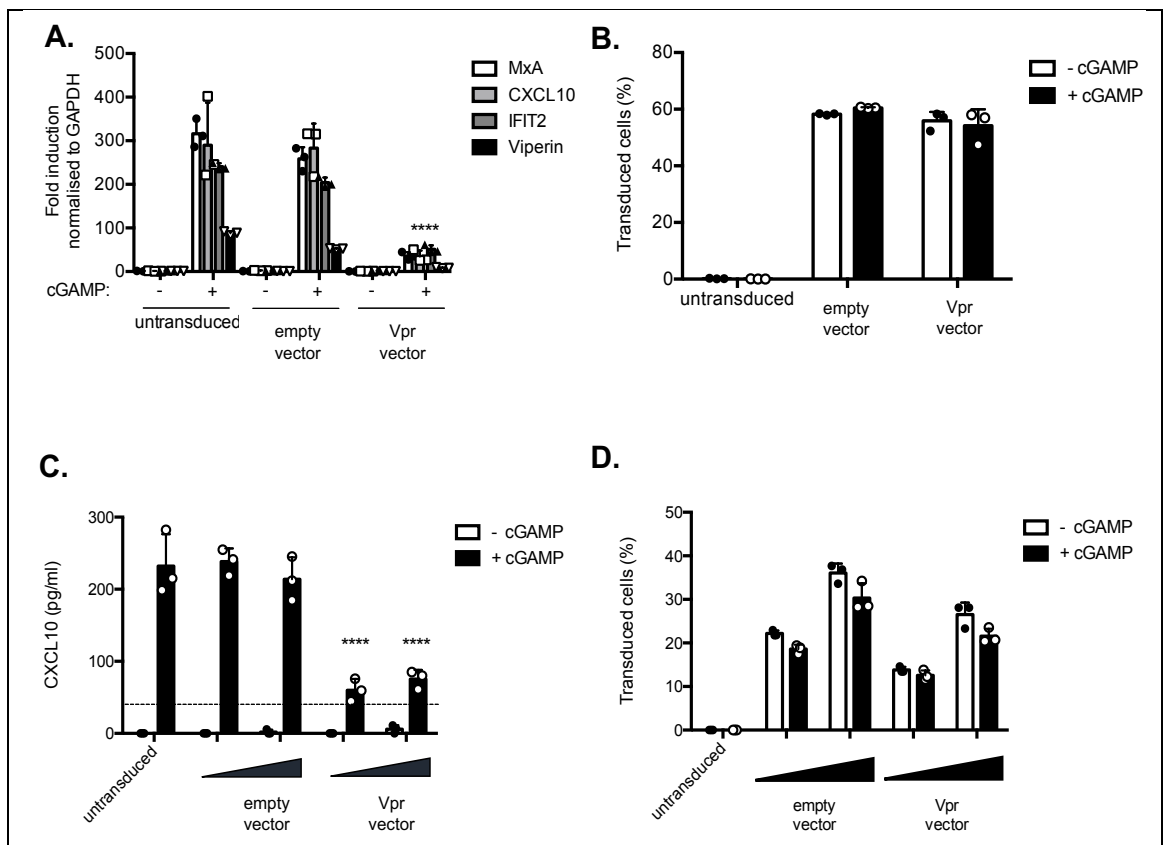 A.
500
400
300
200
100
0
Fold induction
normalised to GAPDH
MxA
CXCL10
IFIT2
Viperin
****
cGAMP:
-
+
-
+
-
+
untransduced
empty
vector
Vpr
vector
B.
80
60
40
20
0
Transduced cells (%)
- cGAMP
+ cGAMP
untransduced
empty
vector
Vpr
vector
C.
300
200
100
0
CXCL10 (pg/ml)
- cGAMP
+ cGAMP
****
****
untransduced
empty
vector
Vpr
vector
D.
50
40
30
20
10
0
Transduced cells (%)
- cGAMP
+ cGAMP
untransduced
empty
vector
Vpr
vector